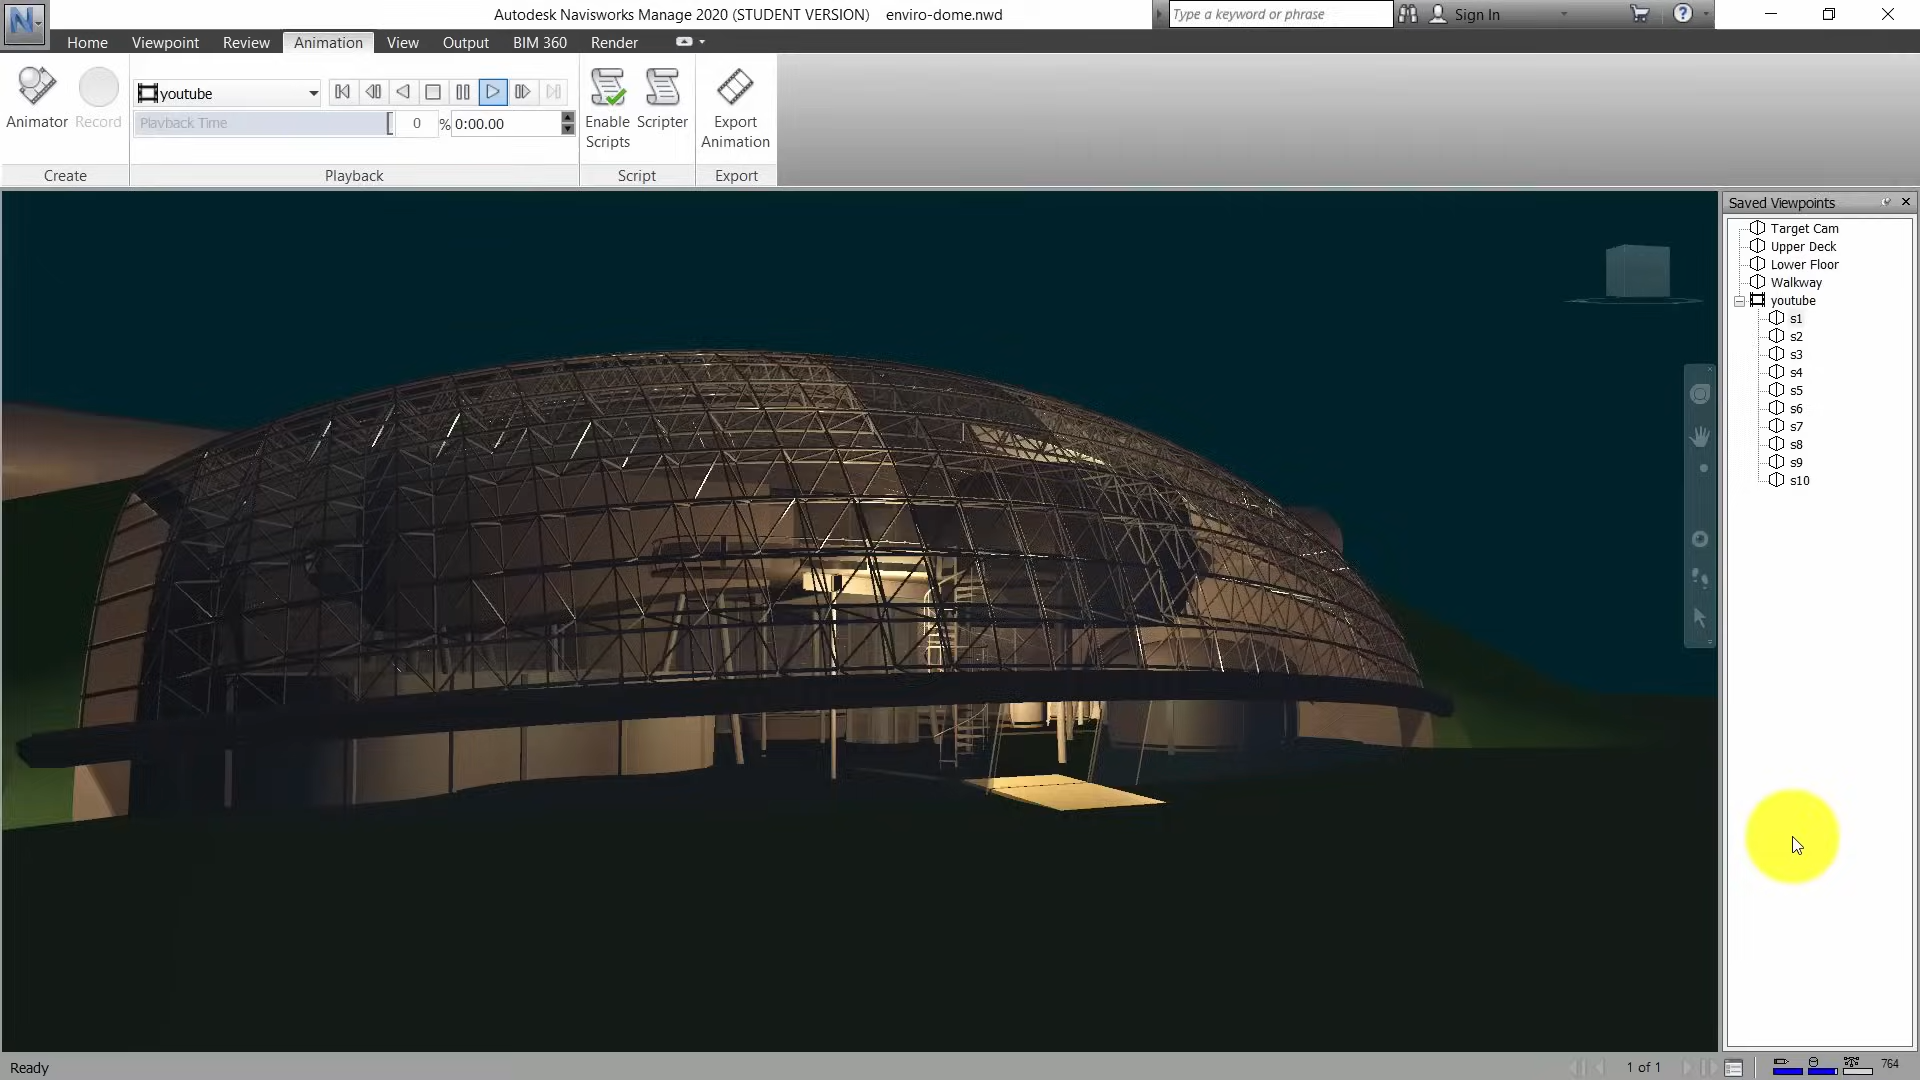 Autodesk Navisworks Manage 2020 (STUDENT VERSION) enviro-dome.nwd
Type a keyword or phrase
Sign In
Home Viewpoint Review Animation View Output BIM 360 Render
youtube
Playback Time 0 % 0:00.00
Animator Record
Enable Scripts
Scripter
Export Animation
Create Playback Script Export
Saved Viewpoints
Target Cam
Upper Deck
Lower Floor
Walkway
youtube
s1
s2
s3
s4
s5
s6
s7
s8
s9
s10
Ready
1 of 1
764